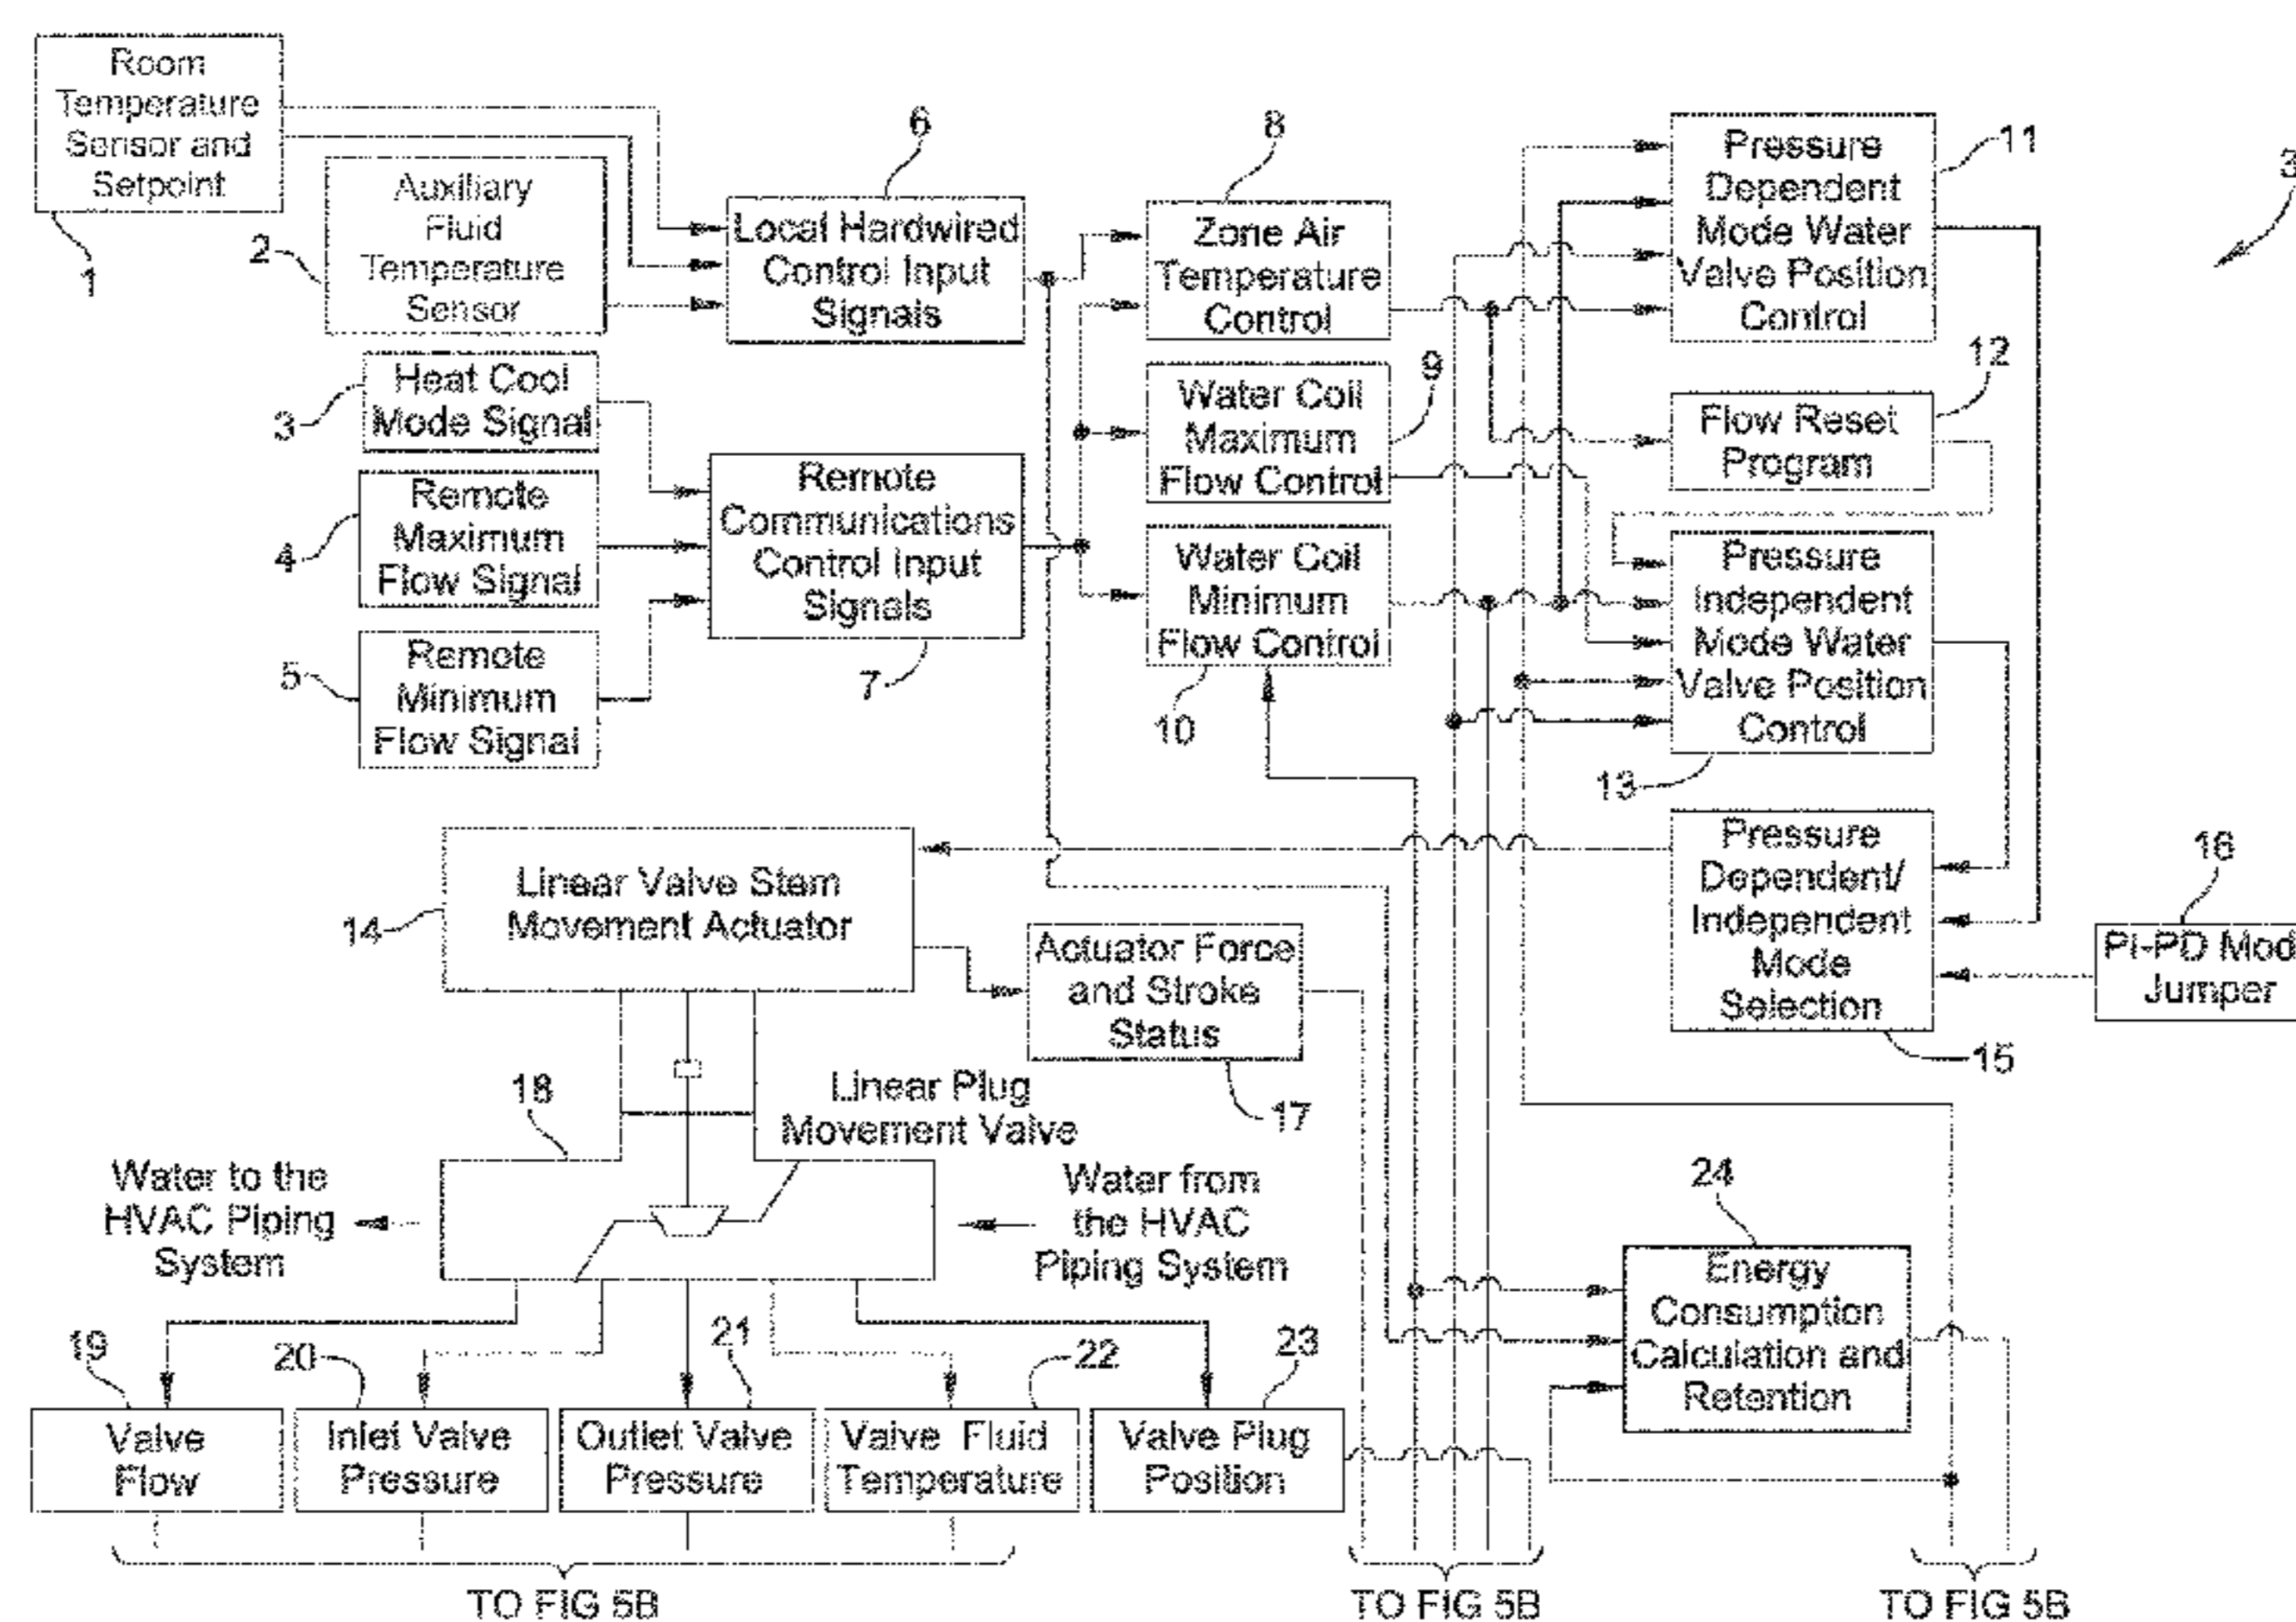 Room
Temperature
Sensor and
Setpoint
1
Auxiliary
Fluid
Temperature
Sensor
2
Heat Cool
Mode Signal
3
Remote
Maximum
Flow Signal
4
Remote
Minimum
Flow Signal
5
6
Local Hardwired
Control Input
Signals
Remote
Communications
Control Input
Signals
7
8
Zone Air
Temperature
Control
9
Water Coil
Maximum
Flow Control
Water Coil
Minimum
Flow Control
10
Pressure
Dependent
Mode Water
Valve Position
Control
11
3
12
Flow Reset
Program
Pressure
Independent
Mode Water
Valve Position
Control
13
Pressure
Dependent/
Independent
Mode
Selection
15
16
PI-PD Mod
Jumper
Linear Valve Stem
Movement Actuator
14
Actuator Force
and Stroke
Status
17
18
Linear Plug
Movement Valve
Water to the
HVAC Piping
System
Water from
the HVAC
Piping System
24
Energy
Consumption
Calculation and
Retention
19
Valve
Flow
20
Inlet Valve
Pressure
21
Outlet Valve
Pressure
22
Valve Fluid
Temperature
23
Valve Plug
Position
TO FIG 5B
TO FIG 5B
TO FIG 5B